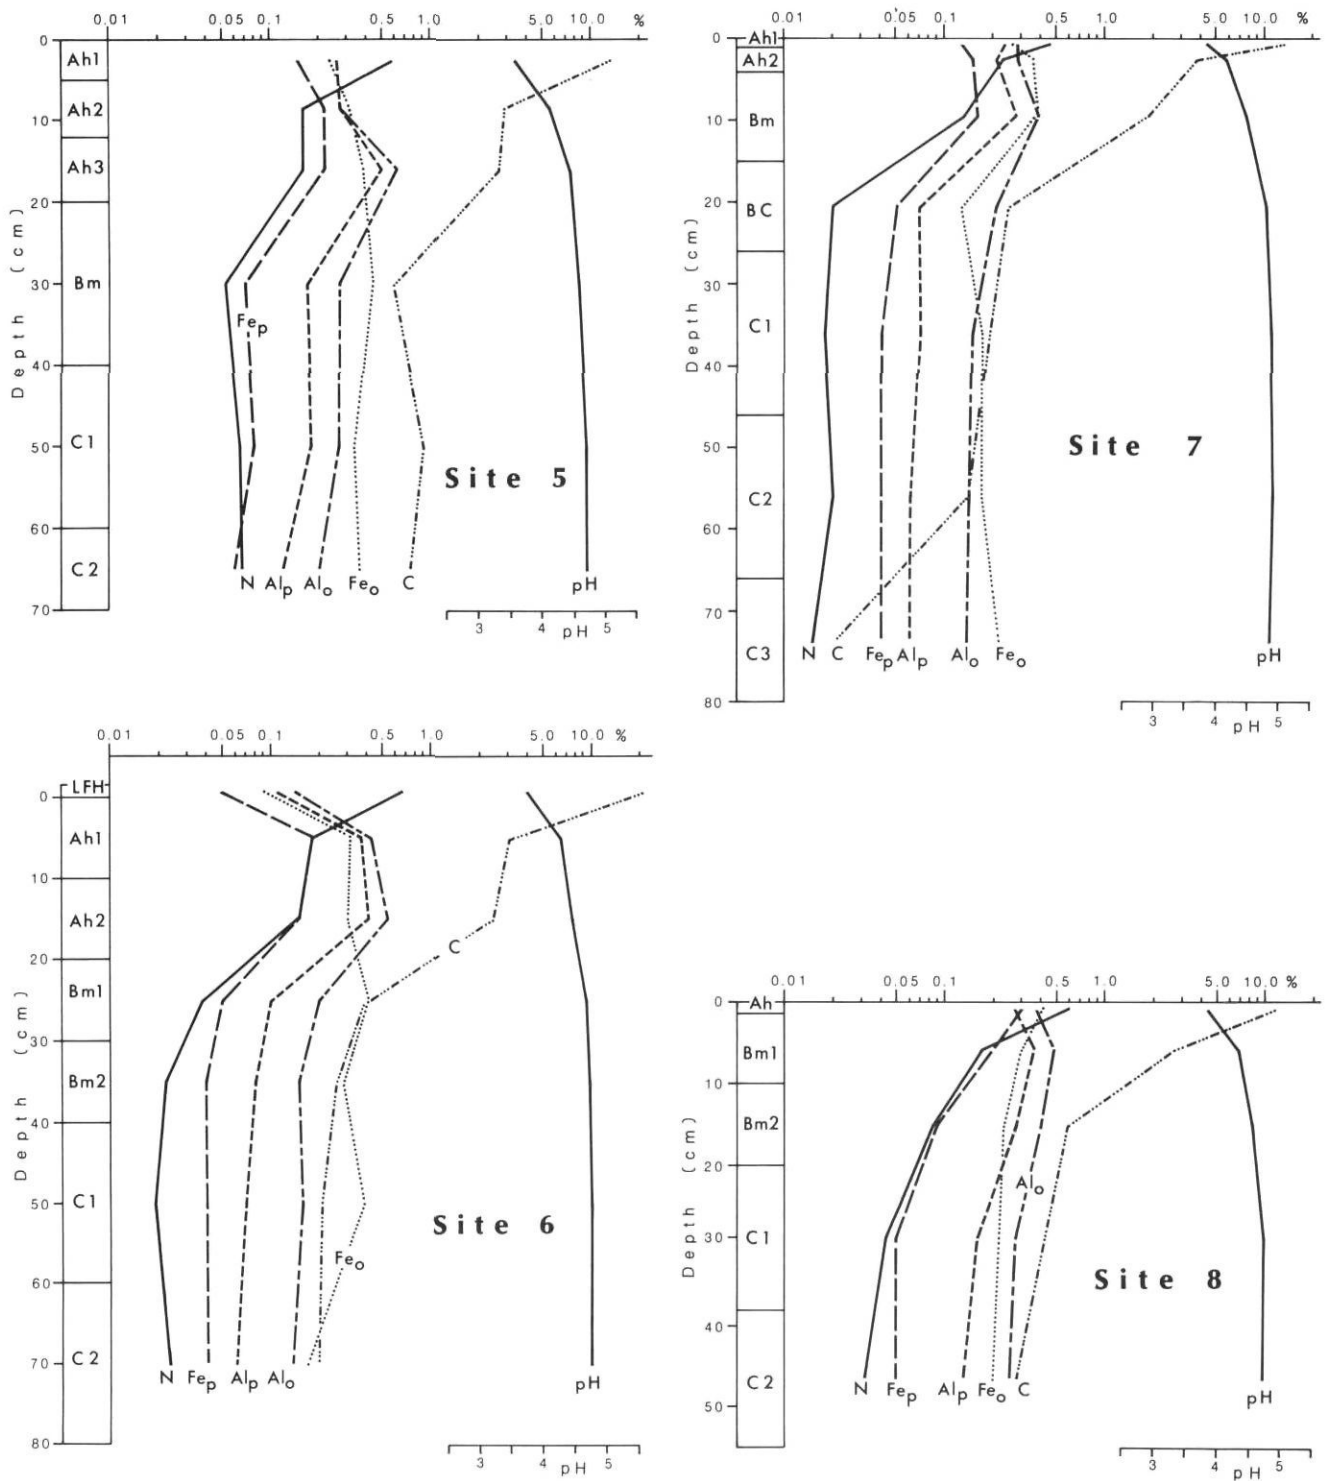 0.01 0.05 0.1 0.5 1.0 5.0 10.0 %
0
Ah1
Ah2
10
Ah3
20
Bm
30
Fep
40
C1
50
Site 5
60
C2
N Alp Alo Feo C pH
70
3 4 5
pH
Depth (cm)
0.01 0.05 0.1 0.5 1.0 5.0 10.0 %
0
Ah1
Ah2
10
Bm
20
BC
30
C1
40
Site 7
50
C2
60
70
C3
N C Fep Alp Alo Feo pH
80
3 4 5
pH
Depth (cm)
0.01 0.05 0.1 0.5 1.0 5.0 10.0 %
LFH
0
Ah1
10
Ah2
C
20
Bm1
30
Bm2
40
C1
50
Site 6
Feo
60
70
C2
N Fep Alp Alo pH
80
3 4 5
pH
Depth (cm)
0.01 0.05 0.1 0.5 1.0 5.0 10.0 %
0
Ah
Bm1
10
Bm2
20
Alo
C1
30
Site 8
40
C2
N Fep Alp Feo C pH
50
3 4 5
pH
Depth (cm)